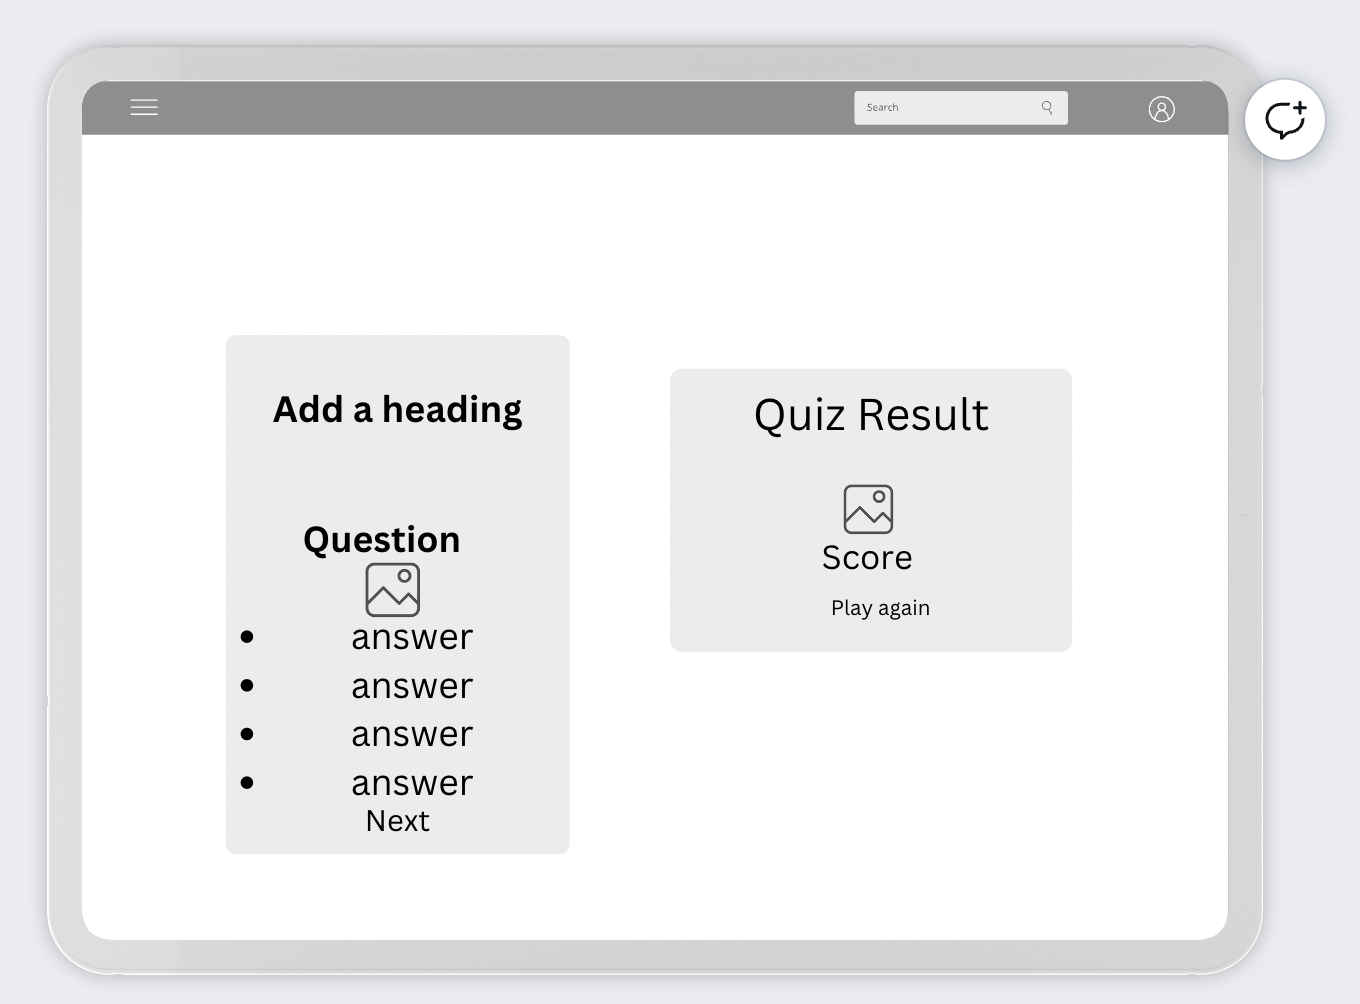 Search
Add a heading
Question
• answer
• answer
• answer
• answer
Next
Quiz Result
Score
Play again